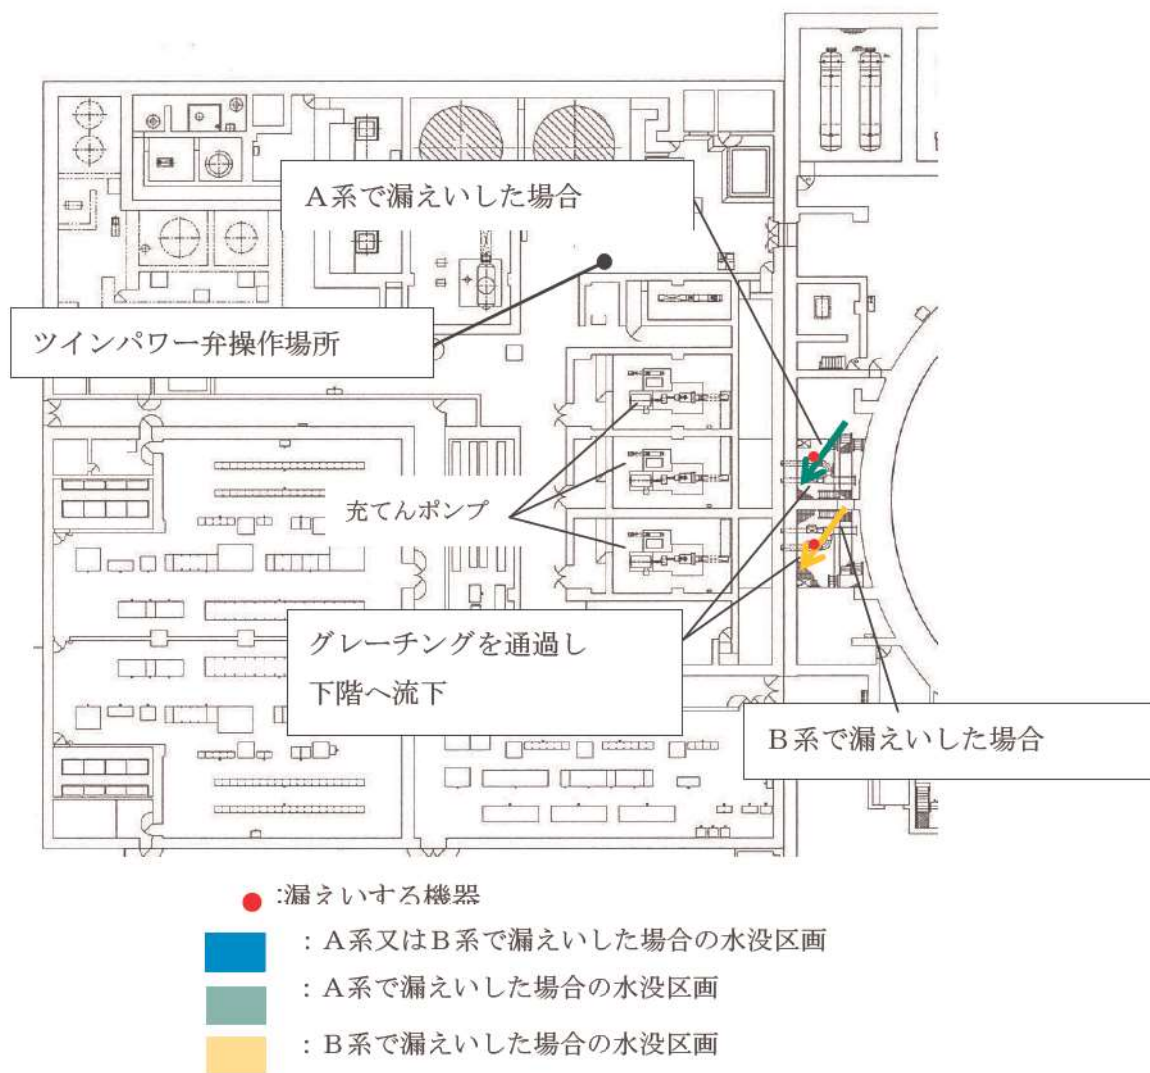 A系で漏えいした場合
ツインパワー弁操作場所
充てんポンプ
グレーチングを通過し
下階へ流下
B系で漏えいした場合
:漏えいする機器
：A系又はB系で漏えいした場合の水没区画
：A系で漏えいした場合の水没区画
：B系で漏えいした場合の水没区画